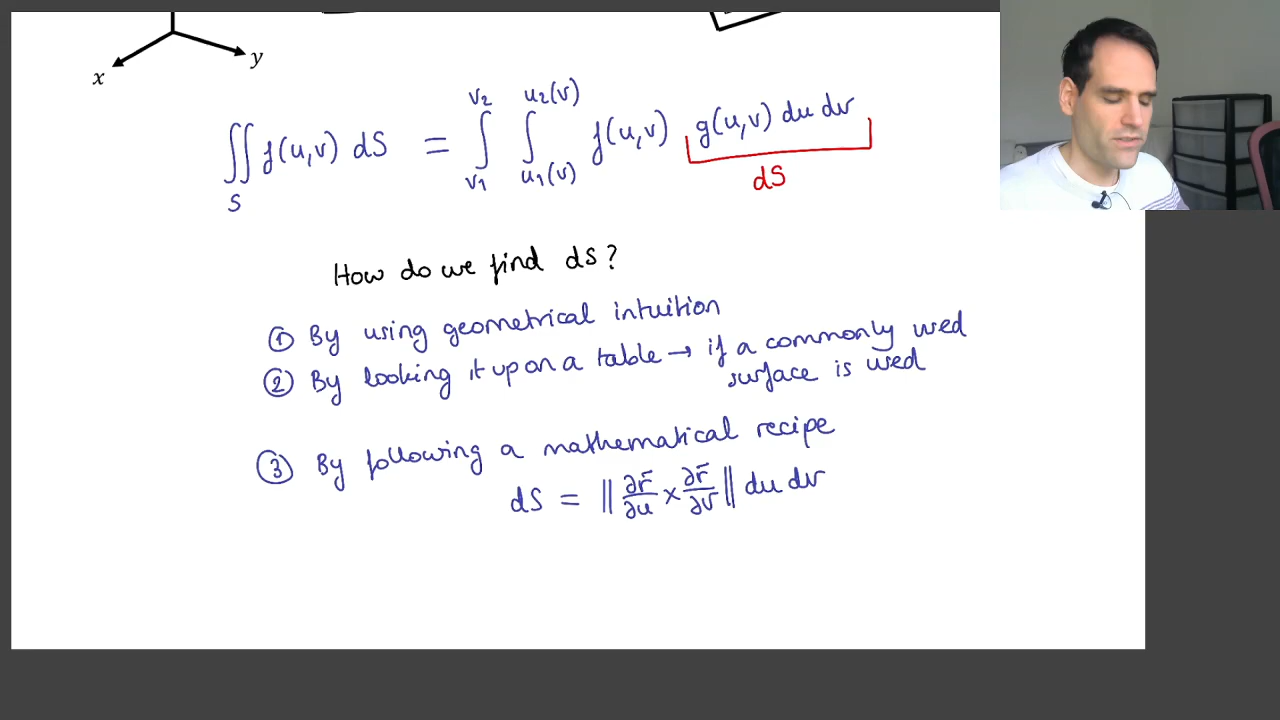 x
y
∬_S f(u,v) dS = ∫_{v1}^{v2} ∫_{u1(v)}^{u2(v)} f(u,v) g(u,v) du dv
dS
How do we find dS?
① By using geometrical intuition
② By looking it up on a table → if a commonly used
surface is used
③ By following a mathematical recipe
dS = ‖∂r̄/∂u × ∂r̄/∂v‖ du dv